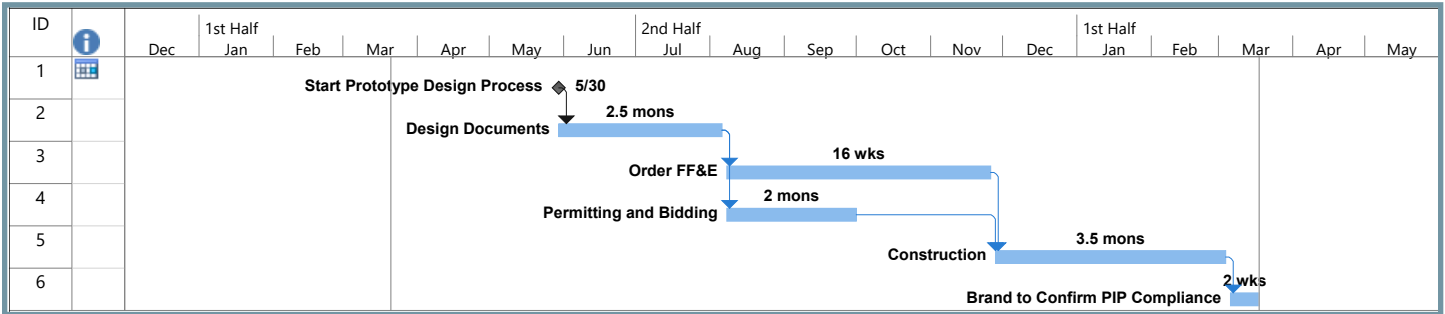 ID
1st Half 2nd Half 1st Half
Dec Jan Feb Mar Apr May Jun Jul Aug Sep Oct Nov Dec Jan Feb Mar Apr May
1 Start Prototype Design Process 5/30
2 Design Documents 2.5 mons
3 Order FF&E 16 wks
4 Permitting and Bidding 2 mons
5 Construction 3.5 mons
6 Brand to Confirm PIP Compliance 2 wks